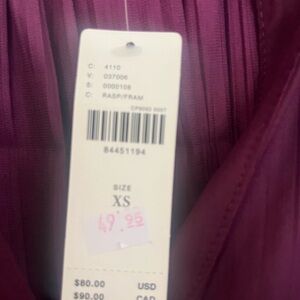 C: 4110
V: 037006
S: 0000108
C: RASP/FRAM
84451194
SIZE
XS
49.95
$80.00 USD
$90.00 CAD